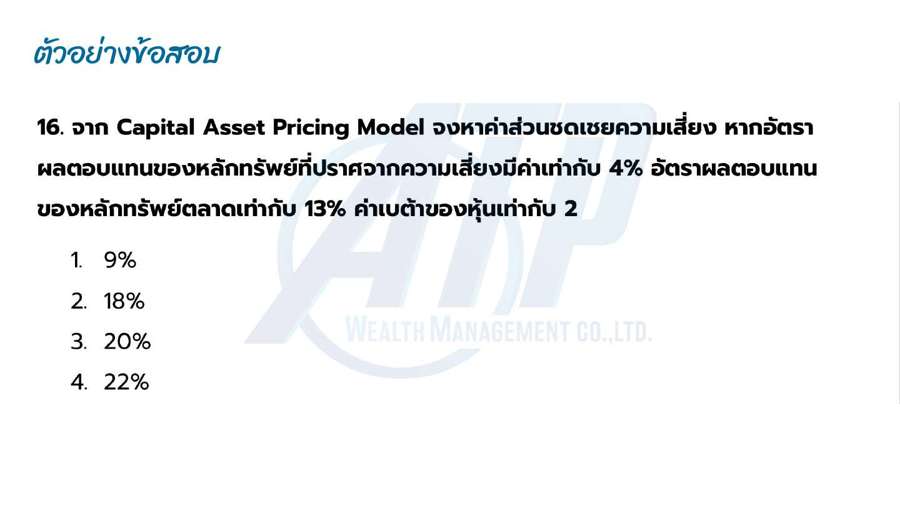 ตัวอย่างข้อสอบ
16. จาก Capital Asset Pricing Model จงหาค่าส่วนชดเชยความเสี่ยง หากอัตรา
ผลตอบแทนของหลักทรัพย์ที่ปราศจากความเสี่ยงมีค่าเท่ากับ 4% อัตราผลตอบแทน
ของหลักทรัพย์ตลาดเท่ากับ 13% ค่าเบต้าของหุ้นเท่ากับ 2
1. 9%
2. 18%
3. 20%
4. 22%
ATP
WEALTH MANAGEMENT CO.,LTD.